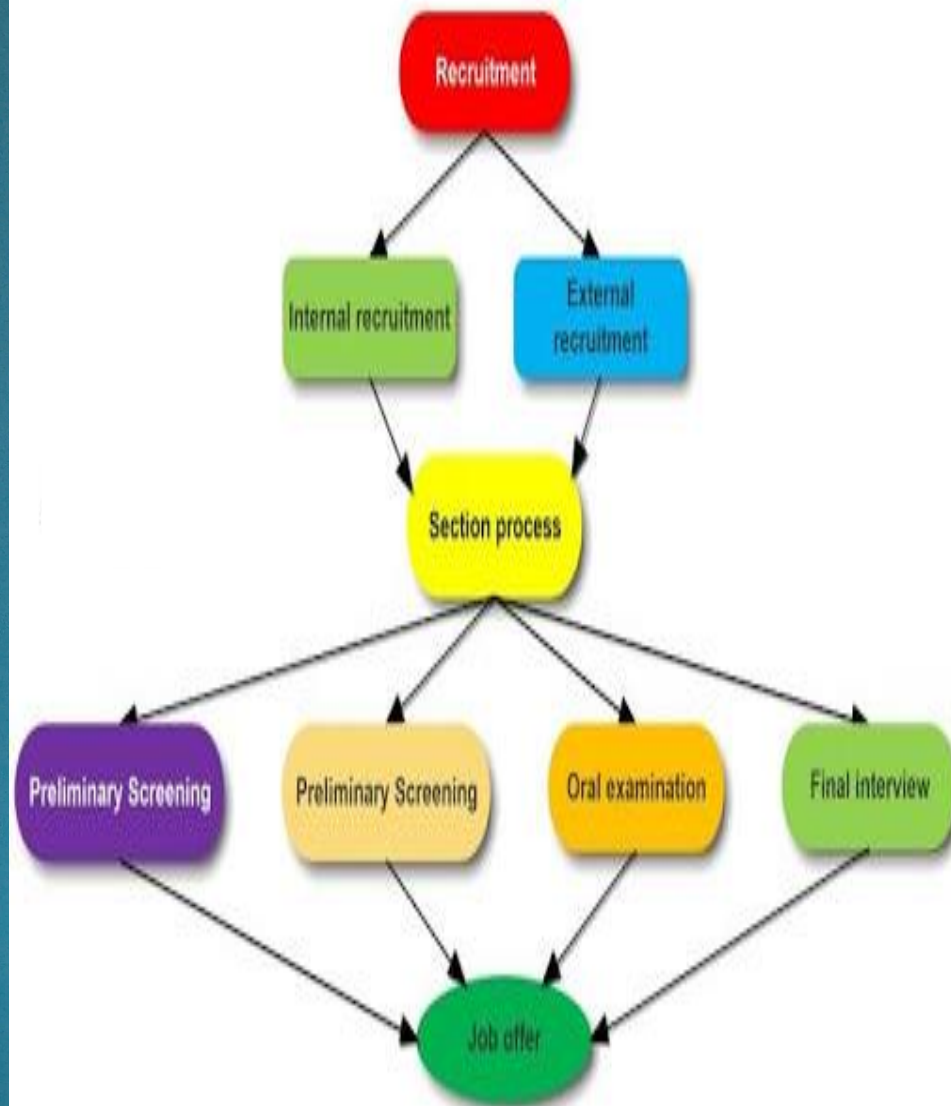 Recruitment
Internal recruitment
External
recruitment
Section process
Preliminary Screening
Preliminary Screening
Oral examination
Final interview
Job offer